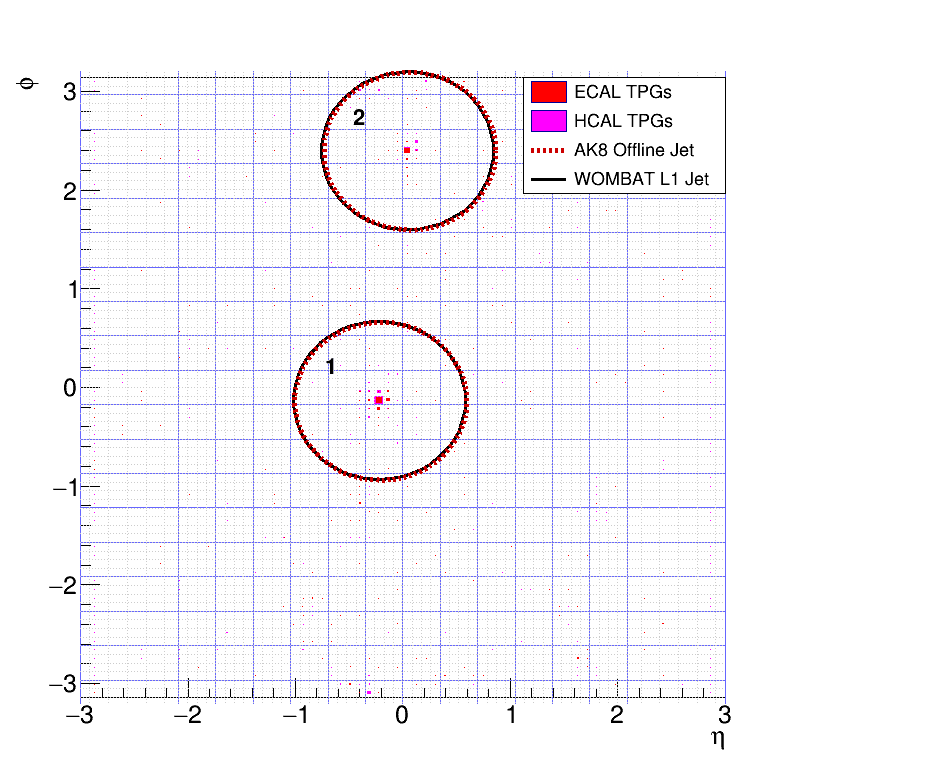 φ
3
2
1
0
−1
−2
−3
2
1
ECAL TPGs
HCAL TPGs
AK8 Offline Jet
WOMBAT L1 Jet
−3 −2 −1 0 1 2 3
η